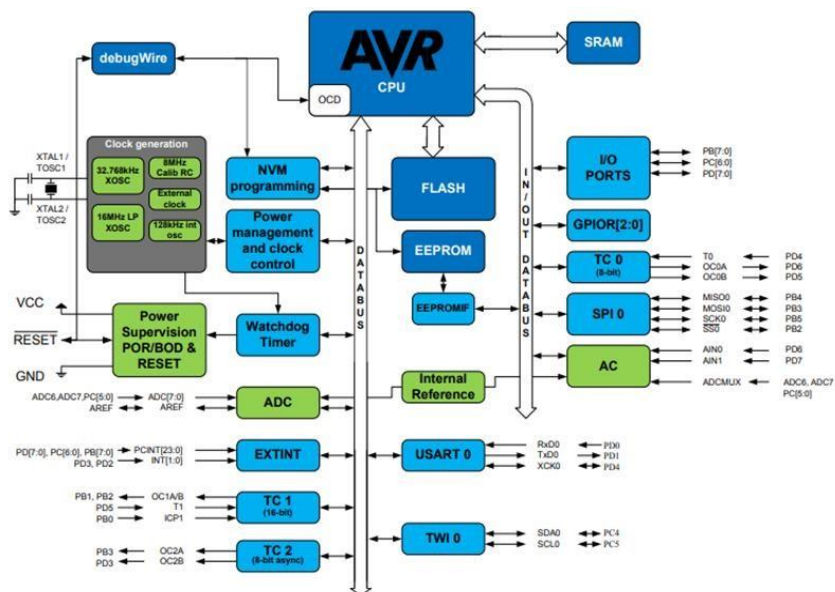 AVR
CPU
OCD
SRAM
debugWire
Clock generation
XTAL1 /
TOSC1
XTAL2 /
TOSC2
32.768kHz
XOSC
8MHz
Calib RC
External
clock
16MHz LP
XOSC
128kHz int
osc
NVM
programming
Power
management
and clock
control
FLASH
EEPROM
EEPROMIF
DATABUS
IN/OUT DATABUS
I/O
PORTS
PB[7:0]
PC[6:0]
PD[7:0]
GPIOR[2:0]
TC 0
(8-bit)
T0 PD4
OC0A PD6
OC0B PD5
SPI 0
MISO0 PB4
MOSI0 PB3
SCK0 PB5
SS0 PB2
AC
AIN0 PD6
AIN1 PD7
ADCMUX ADC6, ADC7
PC[5:0]
VCC
RESET
GND
Power
Supervision
POR/BOD &
RESET
Watchdog
Timer
Internal
Reference
ADC6,ADC7,PC[5:0] ADC[7:0]
AREF AREF
ADC
PD[7:0], PC[6:0], PB[7:0] PCINT[23:0]
PD3, PD2 INT[1:0]
EXTINT
USART 0
RxD0 PD0
TxD0 PD1
XCK0 PD4
PB1, PB2 OC1A/B
PD5 T1
PB0 ICP1
TC 1
(16-bit)
TWI 0
SDA0 PC4
SCL0 PC5
PB3 OC2A
PD3 OC2B
TC 2
(8-bit async)